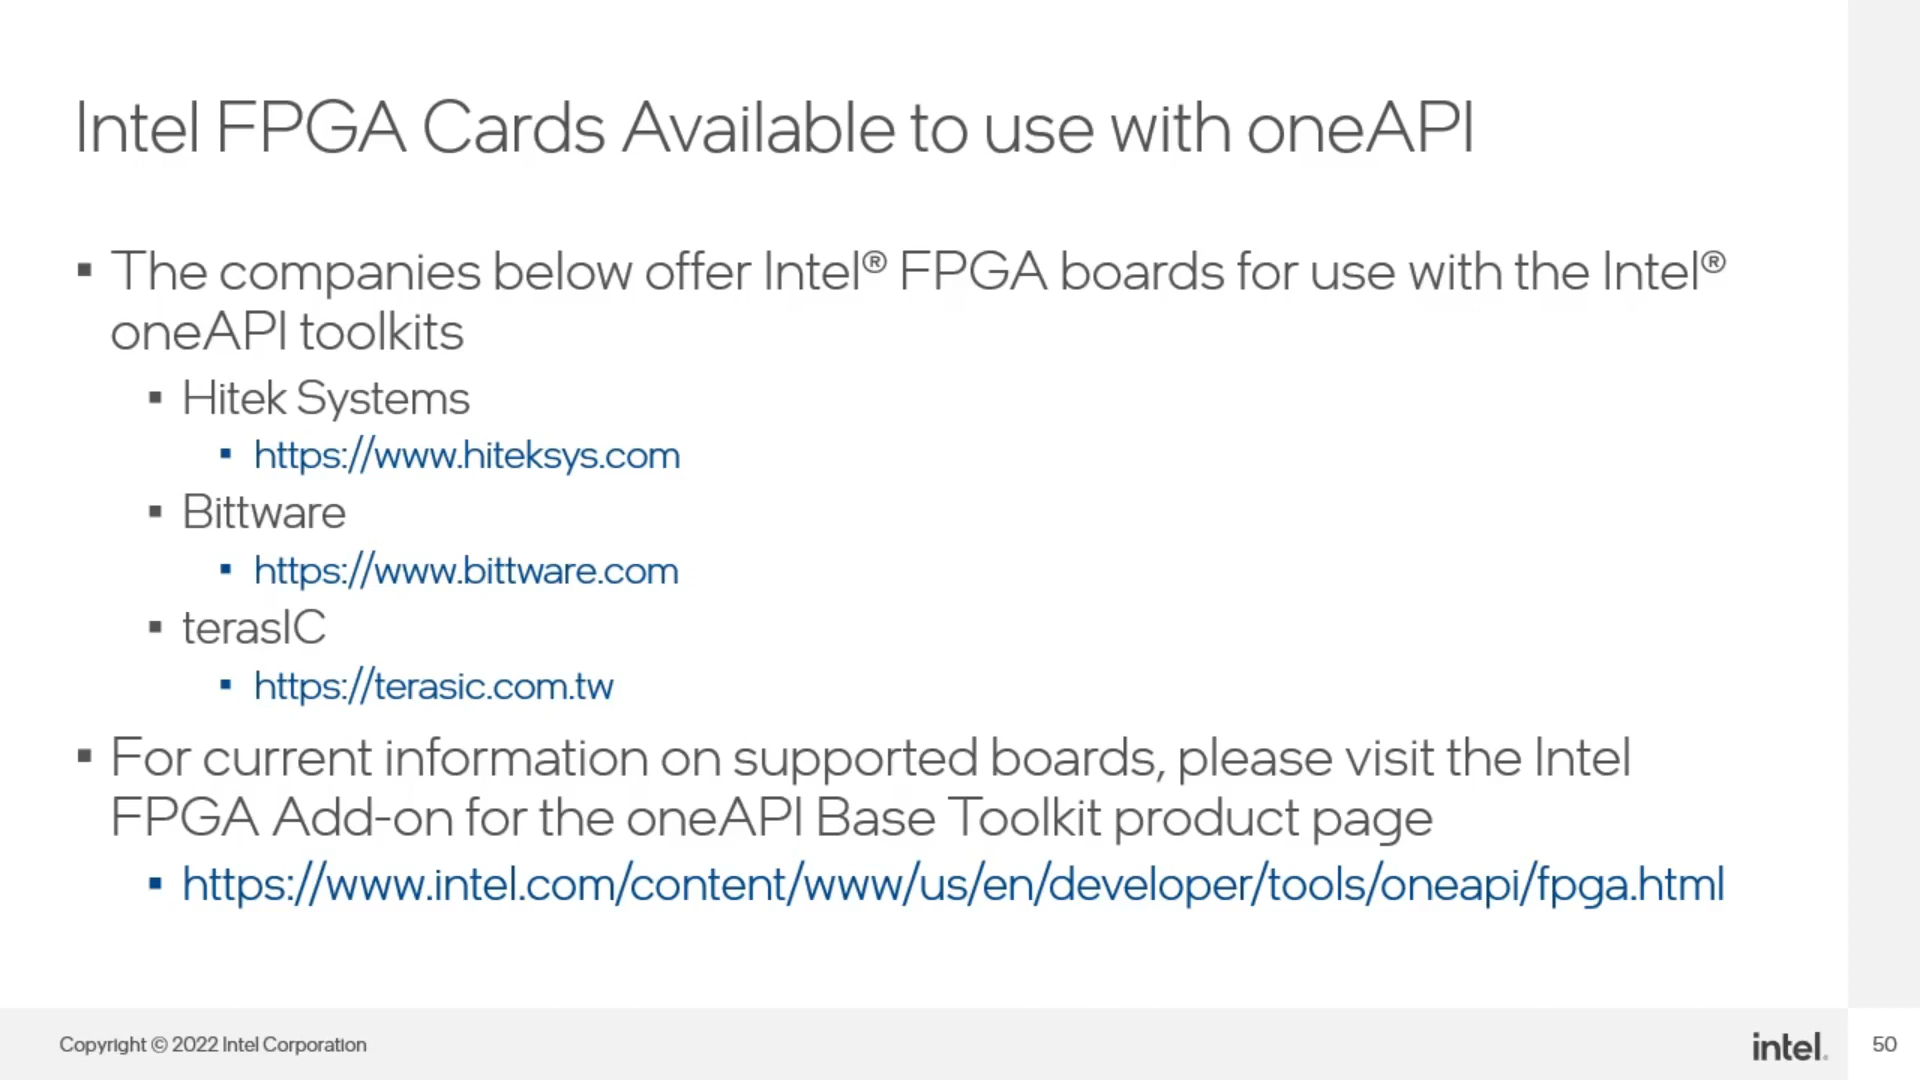 Intel FPGA Cards Available to use with oneAPI
▪ The companies below offer Intel® FPGA boards for use with the Intel®
oneAPI toolkits
▪ Hitek Systems
▪ https://www.hiteksys.com
▪ Bittware
▪ https://www.bittware.com
▪ terasIC
▪ https://terasic.com.tw
▪ For current information on supported boards, please visit the Intel
FPGA Add-on for the oneAPI Base Toolkit product page
▪ https://www.intel.com/content/www/us/en/developer/tools/oneapi/fpga.html
Copyright © 2022 Intel Corporation
intel.
50